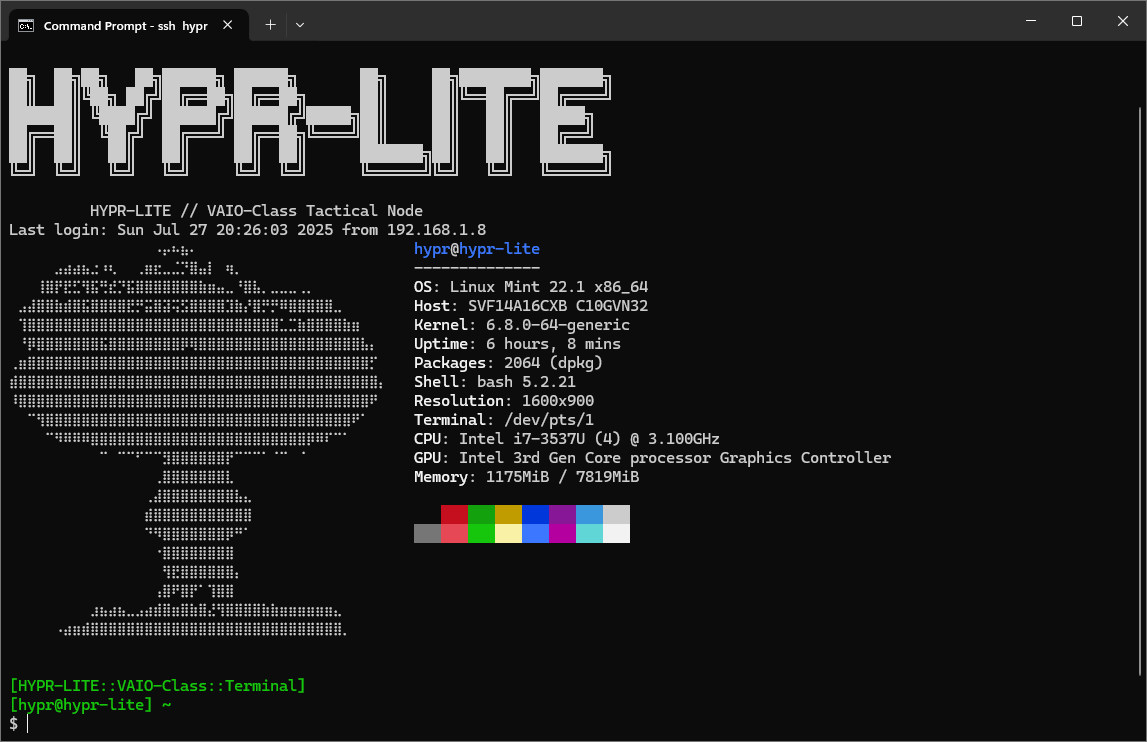 Command Prompt - ssh hypr
HYPR-LITE
HYPR-LITE // VAIO-Class Tactical Node
Last login: Sun Jul 27 20:26:03 2025 from 192.168.1.8
hypr@hypr-lite
--------------
OS: Linux Mint 22.1 x86_64
Host: SVF14A16CXB C10GVN32
Kernel: 6.8.0-64-generic
Uptime: 6 hours, 8 mins
Packages: 2064 (dpkg)
Shell: bash 5.2.21
Resolution: 1600x900
Terminal: /dev/pts/1
CPU: Intel i7-3537U (4) @ 3.100GHz
GPU: Intel 3rd Gen Core processor Graphics Controller
Memory: 1175MiB / 7819MiB
[HYPR-LITE::VAIO-Class::Terminal]
[hypr@hypr-lite] ~
$